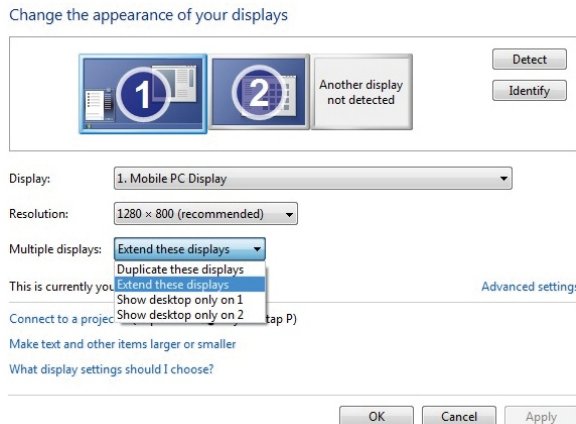 Change the appearance of your displays
Detect
1
2
Another display
not detected
Identify
Display: 1. Mobile PC Display
Resolution: 1280 × 800 (recommended)
Multiple displays: Extend these displays
Duplicate these displays
This is currently you Extend these displays Advanced settings
Show desktop only on 1
Connect to a projec Show desktop only on 2 tap P)
Make text and other items larger or smaller
What display settings should I choose?
OK Cancel Apply